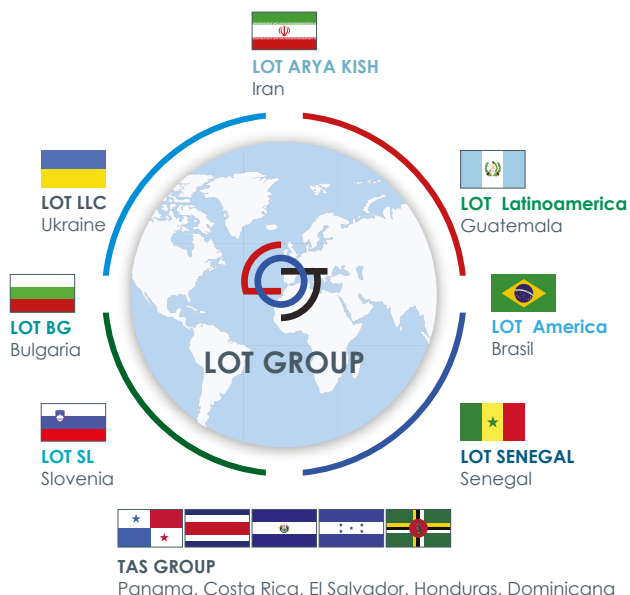 LOT ARYA KISH
Iran
LOT LLC
Ukraine
LOT Latinoamerica
Guatemala
LOT BG
Bulgaria
LOT America
Brasil
LOT GROUP
LOT SL
Slovenia
LOT SENEGAL
Senegal
TAS GROUP
Panama, Costa Rica, El Salvador, Honduras, Dominicana